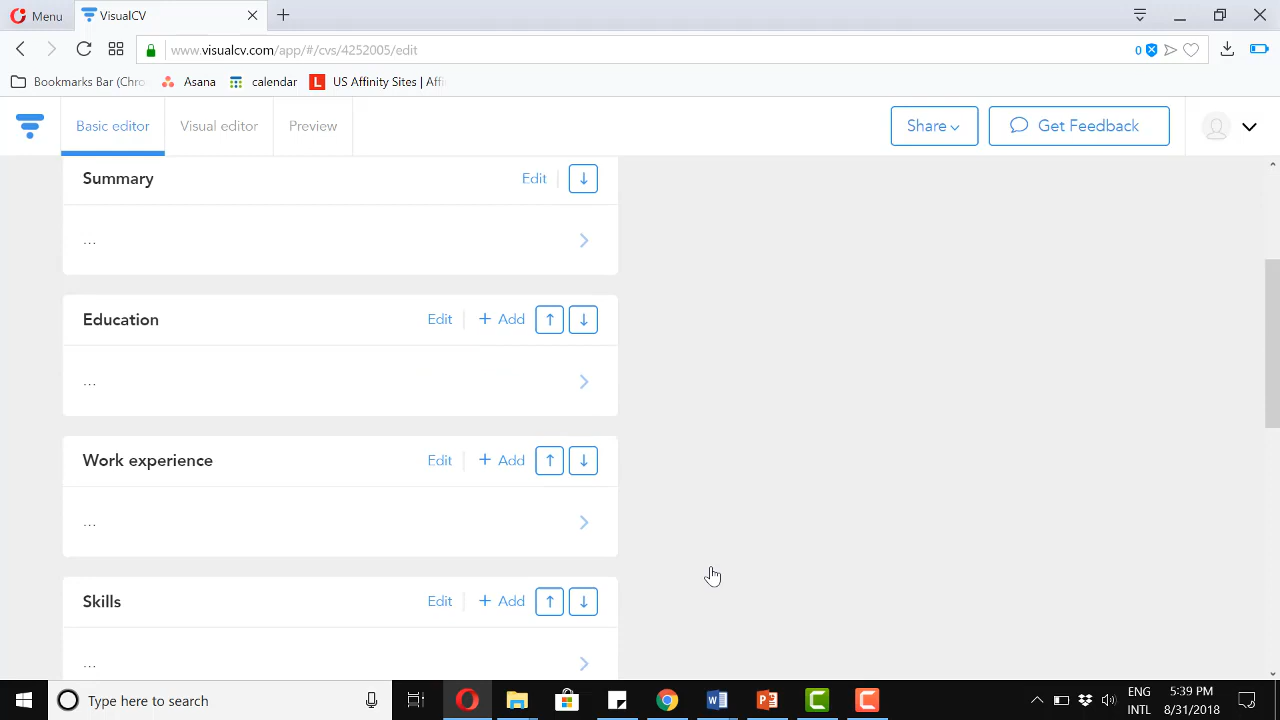 Menu
VisualCV
www.visualcv.com/app/#/cvs/4252005/edit
0
Bookmarks Bar (Chro
Asana
calendar
US Affinity Sites | Affi
Basic editor
Visual editor
Preview
Share
Get Feedback
Summary
Edit
...
Education
Edit
+ Add
...
Work experience
Edit
+ Add
...
Skills
Edit
+ Add
...
Type here to search
ENG
INTL
5:39 PM
8/31/2018